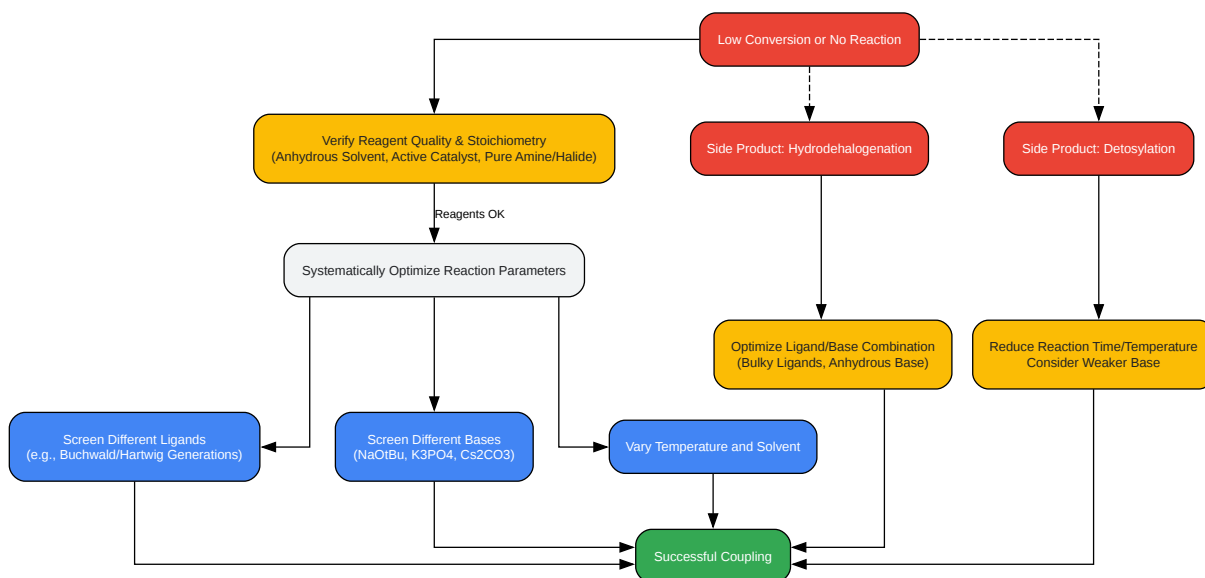 Low Conversion or No Reaction
Verify Reagent Quality & Stoichiometry
(Anhydrous Solvent, Active Catalyst, Pure Amine/Halide)
Side Product: Hydrodehalogenation
Side Product: Detosylation
Reagents OK
Systematically Optimize Reaction Parameters
Optimize Ligand/Base Combination
(Bulky Ligands, Anhydrous Base)
Reduce Reaction Time/Temperature
Consider Weaker Base
Screen Different Ligands
(e.g., Buchwald/Hartwig Generations)
Screen Different Bases
(NaOtBu, K3PO4, Cs2CO3)
Vary Temperature and Solvent
Successful Coupling